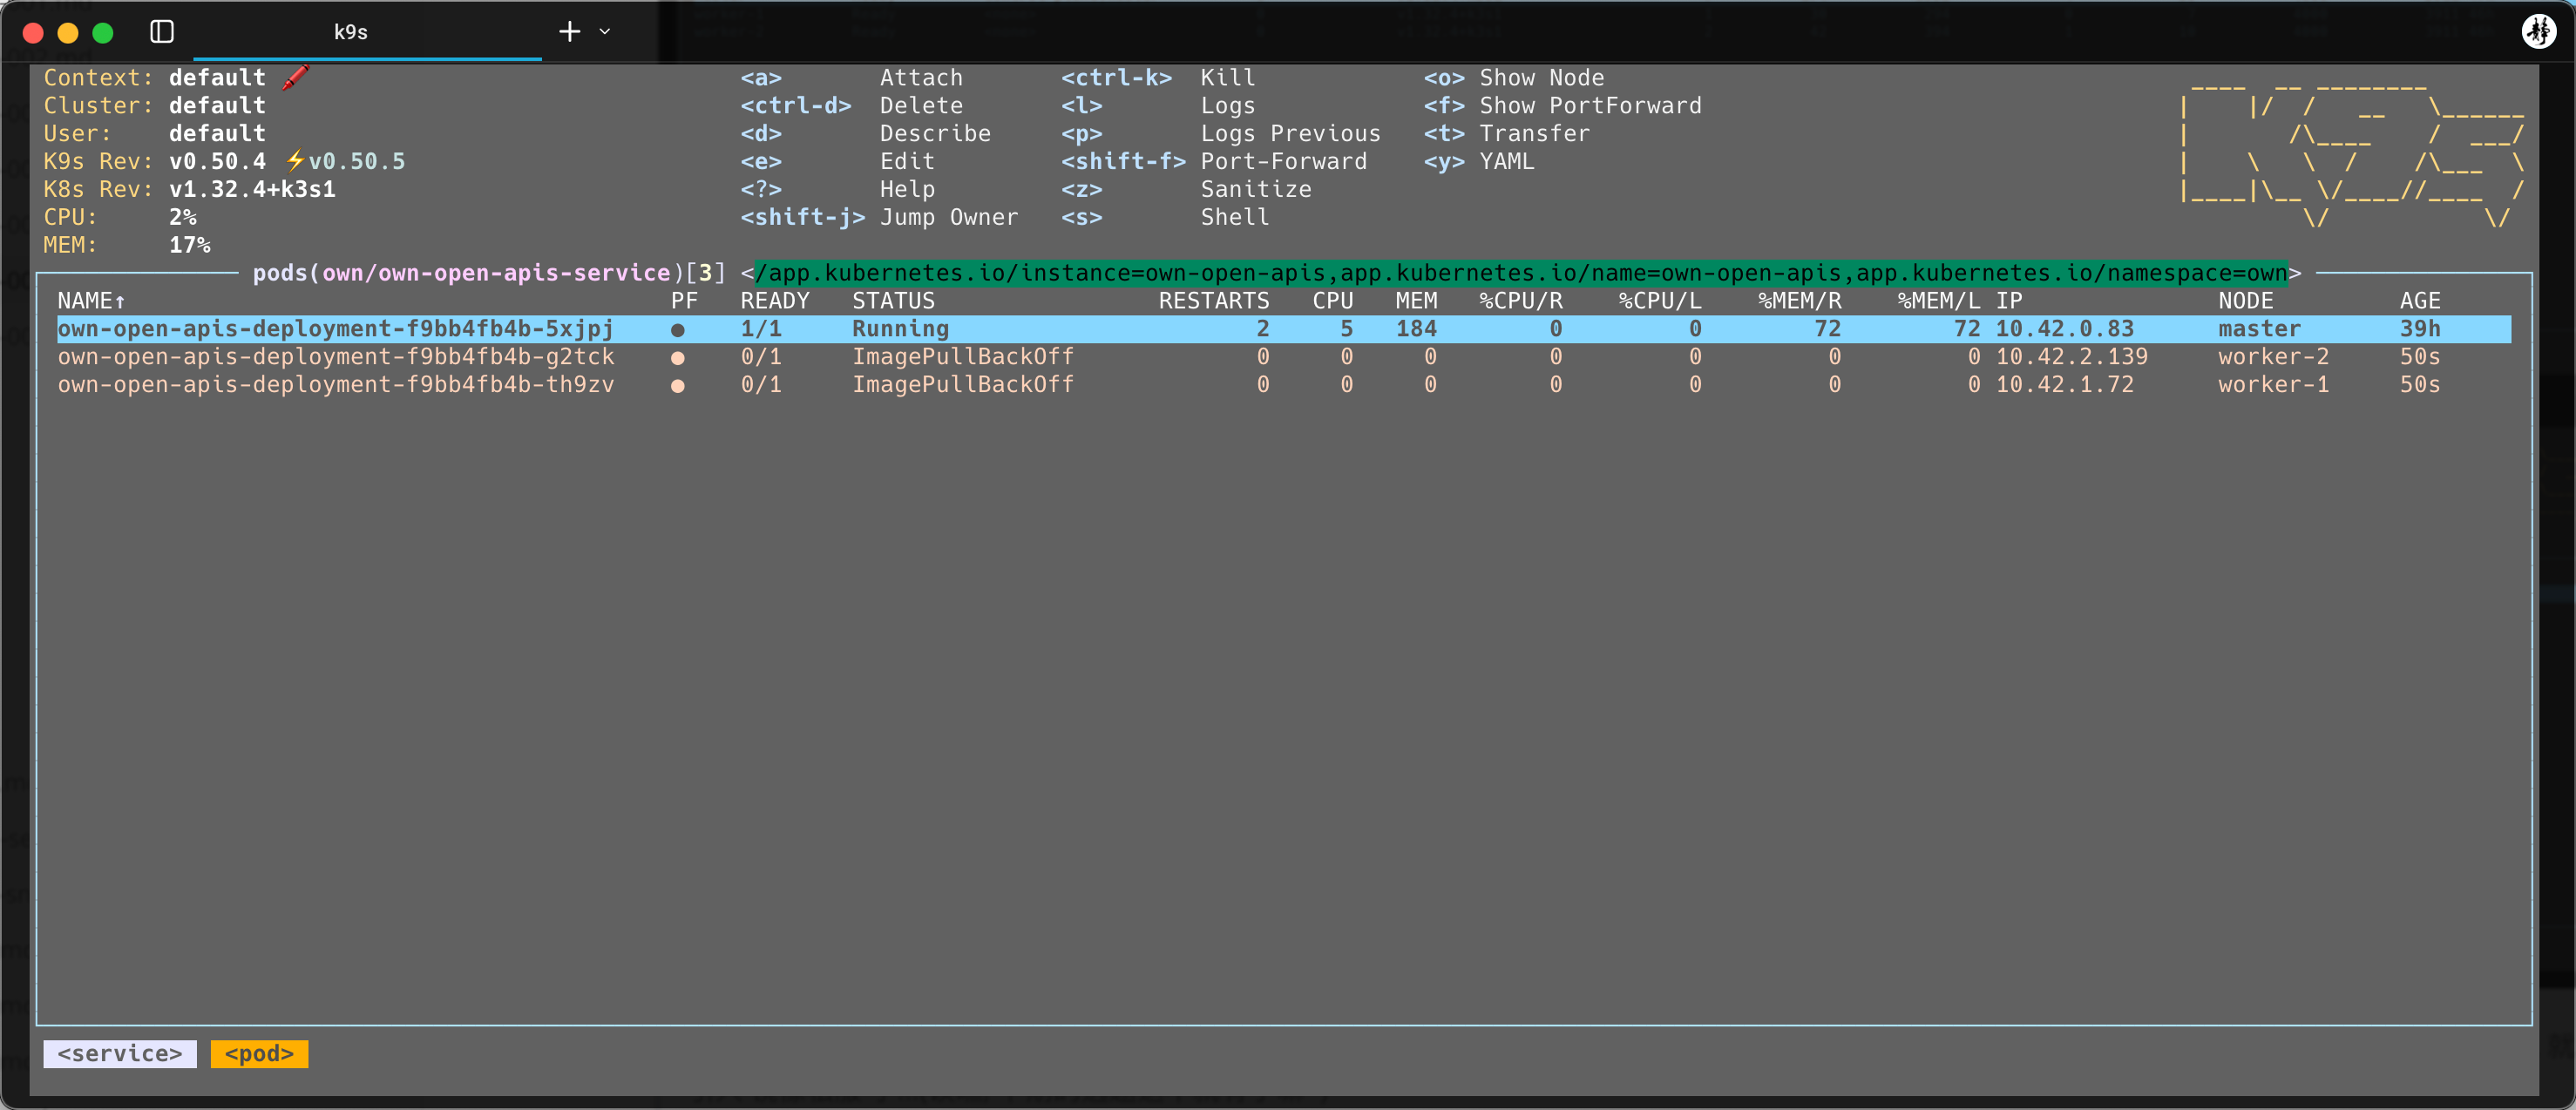 k9s
Context: default <a> Attach <ctrl-k> Kill <o> Show Node
Cluster: default <ctrl-d> Delete <l> Logs <f> Show PortForward
User: default <d> Describe <p> Logs Previous <t> Transfer
K9s Rev: v0.50.4 ⚡v0.50.5 <e> Edit <shift-f> Port-Forward <y> YAML
K8s Rev: v1.32.4+k3s1 <?> Help <z> Sanitize
CPU: 2% <shift-j> Jump Owner <s> Shell
MEM: 17%
pods(own/own-open-apis-service)[3] </app.kubernetes.io/instance=own-open-apis,app.kubernetes.io/name=own-open-apis,app.kubernetes.io/namespace=own>
NAME↑ PF READY STATUS RESTARTS CPU MEM %CPU/R %CPU/L %MEM/R %MEM/L IP NODE AGE
own-open-apis-deployment-f9bb4fb4b-5xjpj ● 1/1 Running 2 5 184 0 0 72 72 10.42.0.83 master 39h
own-open-apis-deployment-f9bb4fb4b-g2tck ● 0/1 ImagePullBackOff 0 0 0 0 0 0 0 10.42.2.139 worker-2 50s
own-open-apis-deployment-f9bb4fb4b-th9zv ● 0/1 ImagePullBackOff 0 0 0 0 0 0 0 10.42.1.72 worker-1 50s
<service> <pod>